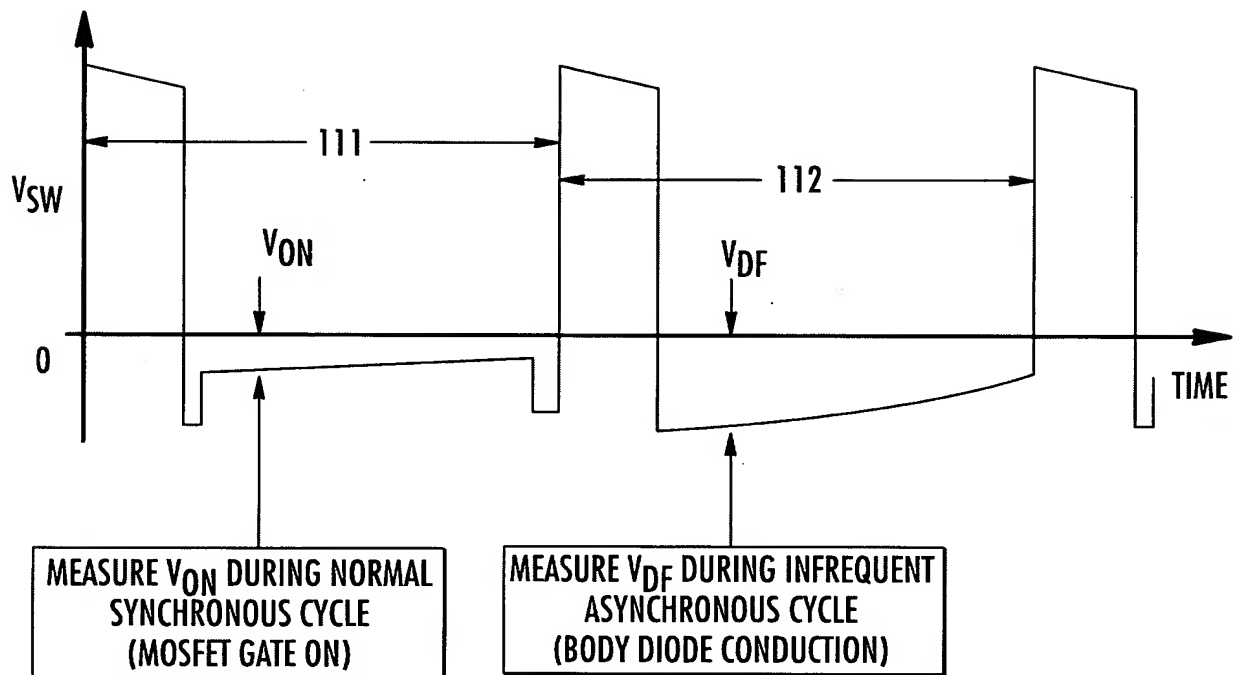 111
112
VSW
VON
VDF
0
TIME
MEASURE VON DURING NORMAL
SYNCHRONOUS CYCLE
(MOSFET GATE ON)
MEASURE VDF DURING INFREQUENT
ASYNCHRONOUS CYCLE
(BODY DIODE CONDUCTION)